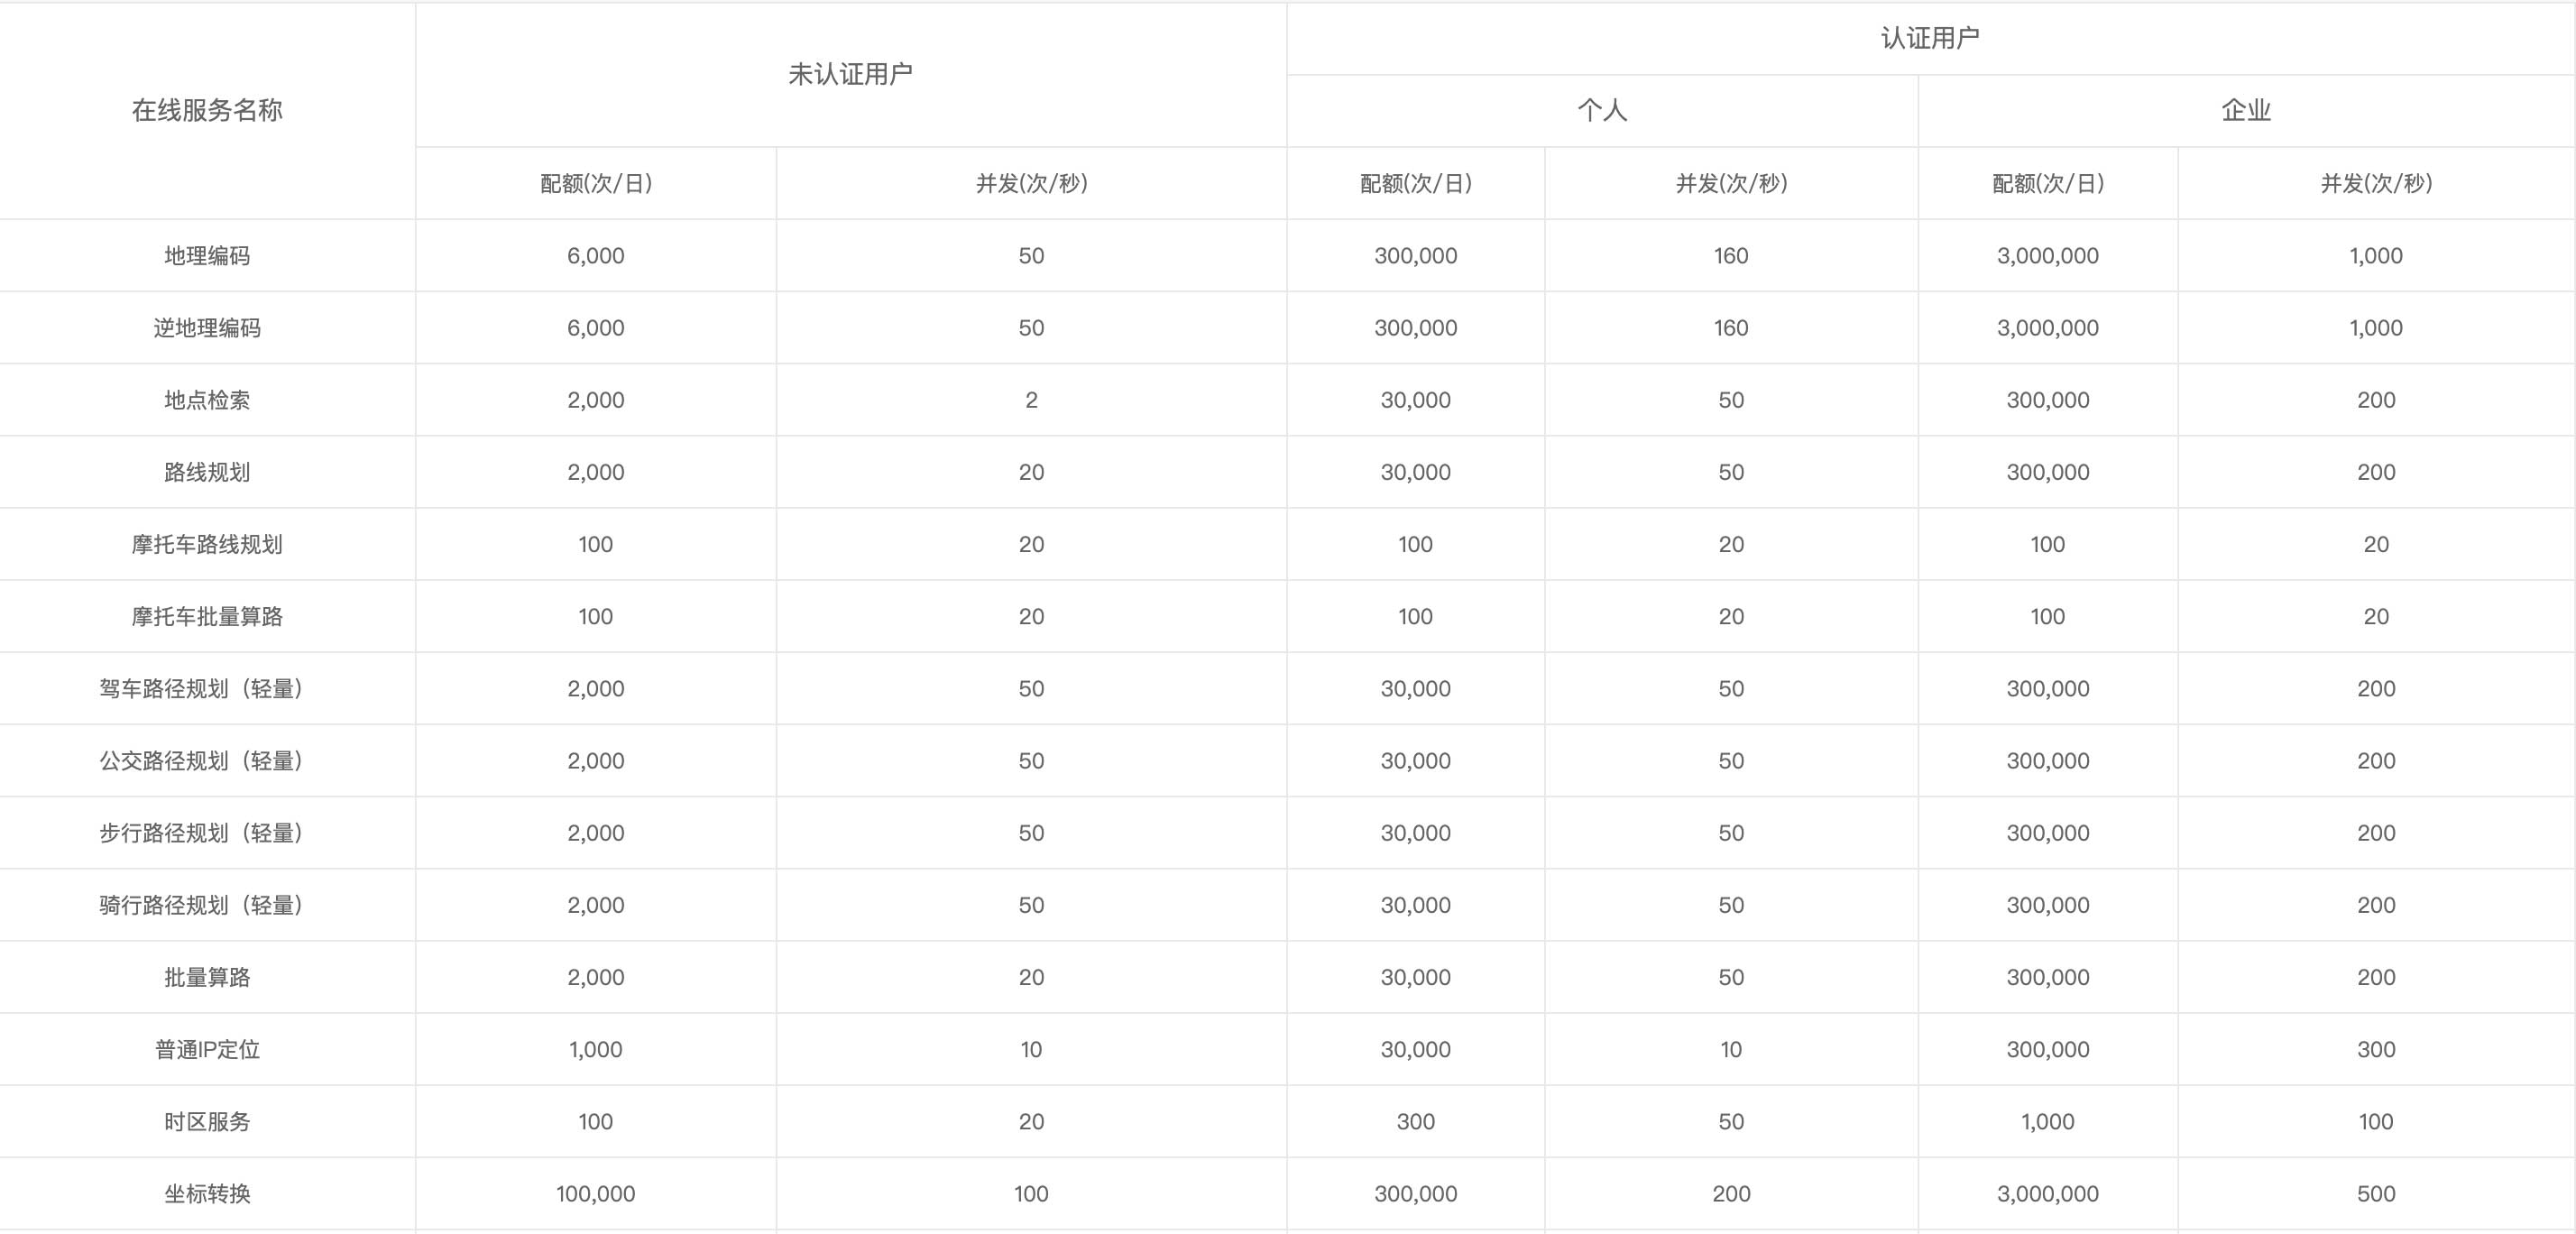 在线服务名称 未认证用户 认证用户
个人 企业
配额(次/日) 并发(次/秒) 配额(次/日) 并发(次/秒) 配额(次/日) 并发(次/秒)
地理编码 6,000 50 300,000 160 3,000,000 1,000
逆地理编码 6,000 50 300,000 160 3,000,000 1,000
地点检索 2,000 2 30,000 50 300,000 200
路线规划 2,000 20 30,000 50 300,000 200
摩托车路线规划 100 20 100 20 100 20
摩托车批量算路 100 20 100 20 100 20
驾车路径规划（轻量） 2,000 50 30,000 50 300,000 200
公交路径规划（轻量） 2,000 50 30,000 50 300,000 200
步行路径规划（轻量） 2,000 50 30,000 50 300,000 200
骑行路径规划（轻量） 2,000 50 30,000 50 300,000 200
批量算路 2,000 20 30,000 50 300,000 200
普通IP定位 1,000 10 30,000 10 300,000 300
时区服务 100 20 300 50 1,000 100
坐标转换 100,000 100 300,000 200 3,000,000 500